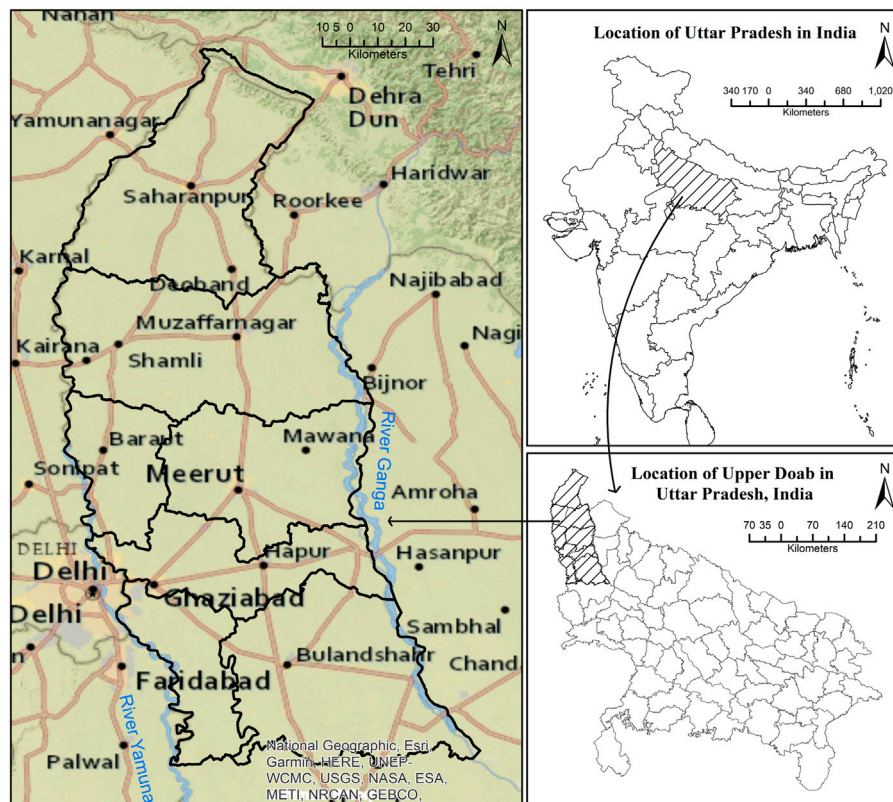 Nahan
10 5 0 10 20 30
Kilometers
N
Tehri
Dehra
Dun
Yamunanagar
Haridwar
Saharanpur
Roorkee
Karnal
Deoband
Najibabad
Muzaffarnagar
Nagi
Kairana
Shamli
Bijnor
Baraut
Mawana
River Ganga
Sonipat
Meerut
Amroha
DELHI
Hapur
Hasanpur
Delhi
Ghaziabad
Delhi
Sambhal
Bulandshahr
Chand
n
Faridabad
River Yamuna
Palwal
National Geographic, Esri,
Garmin, HERE, UNEP-
WCMC, USGS, NASA, ESA,
METI, NRCAN, GEBCO,
Location of Uttar Pradesh in India
N
340 170 0 340 680 1,020
Kilometers
Location of Upper Doab in
Uttar Pradesh, India
N
70 35 0 70 140 210
Kilometers